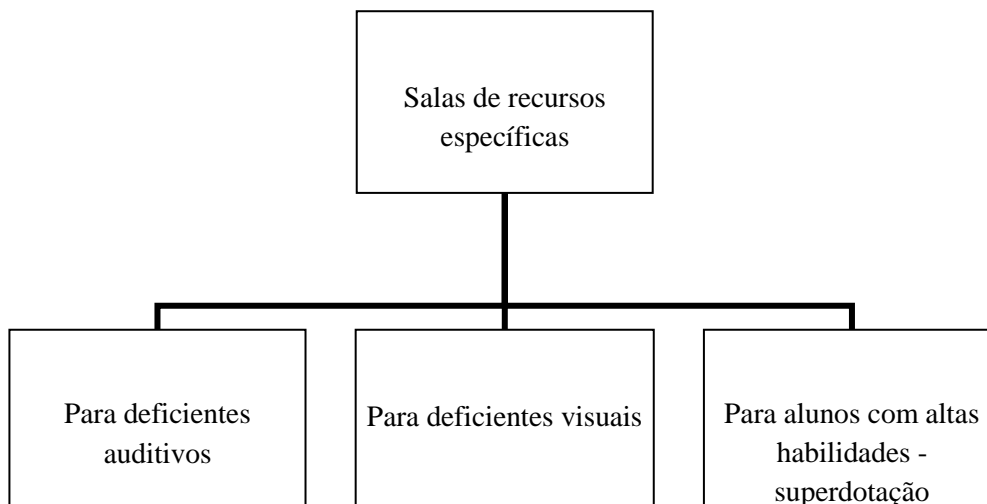 Salas de recursos
específicas
Para deficientes
auditivos
Para deficientes visuais
Para alunos com altas
habilidades -
superdotação